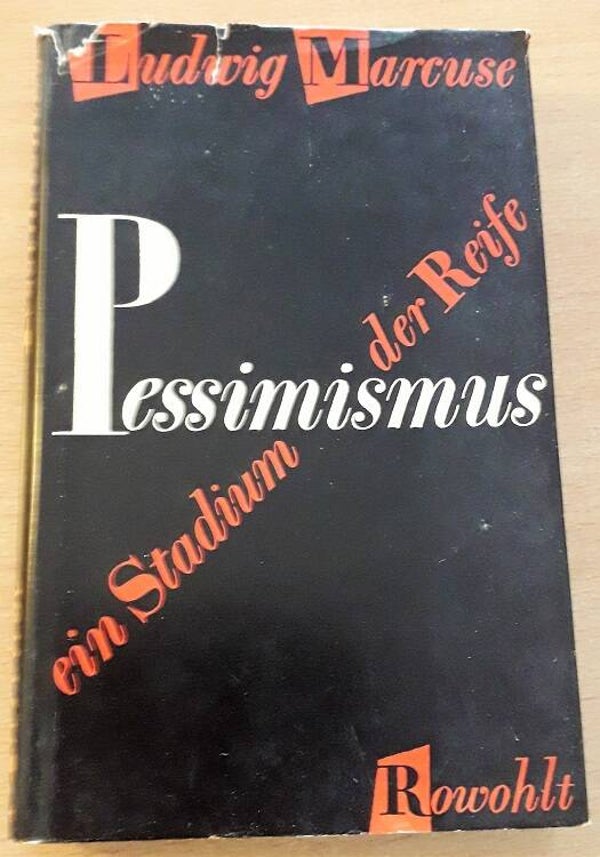 Ludwig Marcuse
Pessimismus
ein Stadium der Reife
Rowohlt